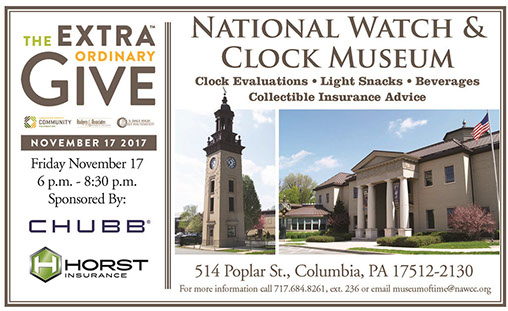 THE EXTRA™
ORDINARY
GIVE
COMMUNITY
NOVEMBER 17 2017
Friday November 17
6 p.m. - 8:30 p.m.
Sponsored By:
CHUBB®
H HORST
INSURANCE
NATIONAL WATCH &
CLOCK MUSEUM
Clock Evaluations • Light Snacks • Beverages
Collectible Insurance Advice
514 Poplar St., Columbia, PA 17512-2130
For more information call 717.684.8261, ext. 236 or email museumoftime@nawcc.org